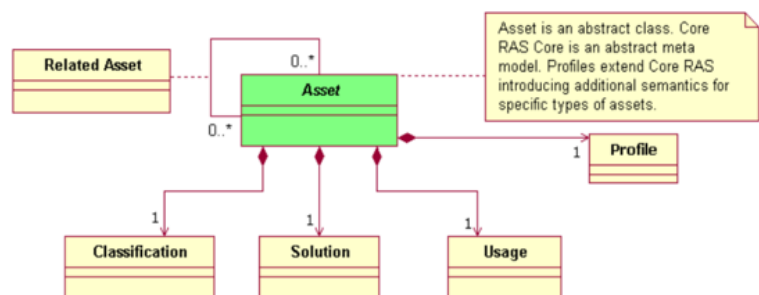 Asset is an abstract class. Core
RAS Core is an abstract meta
model. Profiles extend Core RAS
introducing additional semantics for
specific types of assets.
Related Asset
0..*
Asset
0..*
1
Profile
1
1
1
Classification
Solution
Usage